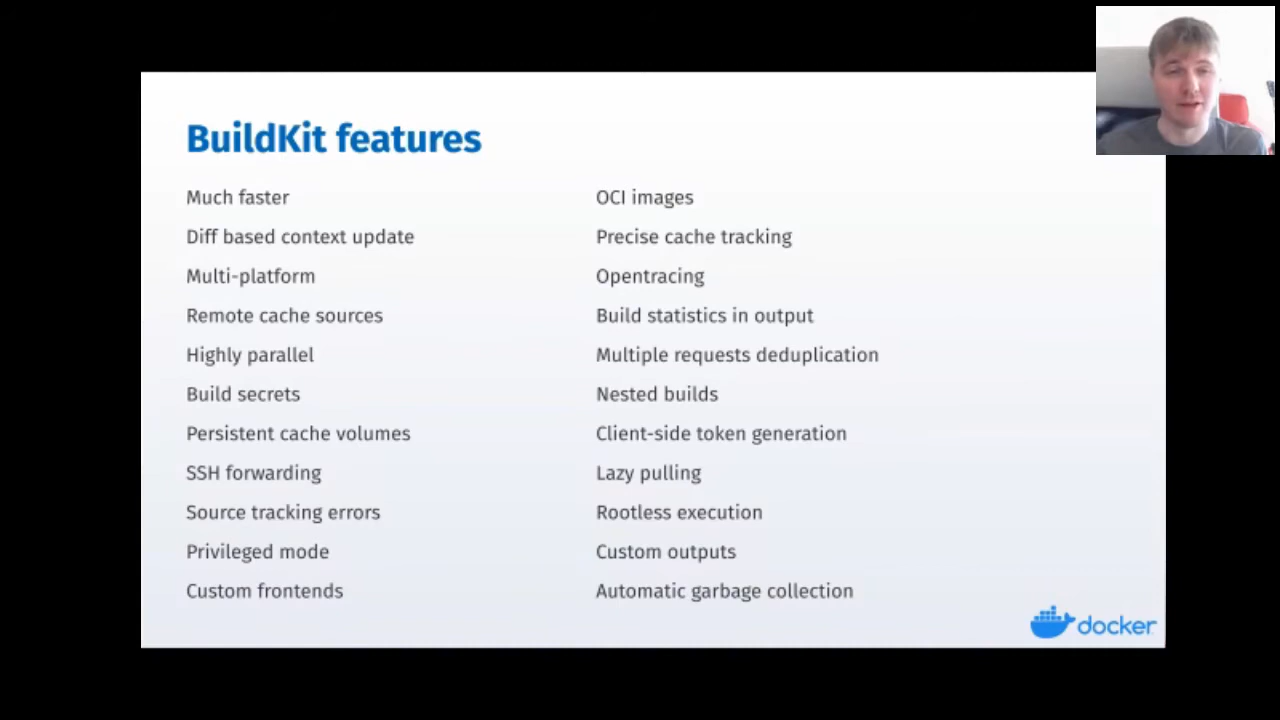 BuildKit features
Much faster
Diff based context update
Multi-platform
Remote cache sources
Highly parallel
Build secrets
Persistent cache volumes
SSH forwarding
Source tracking errors
Privileged mode
Custom frontends
OCI images
Precise cache tracking
Opentracing
Build statistics in output
Multiple requests deduplication
Nested builds
Client-side token generation
Lazy pulling
Rootless execution
Custom outputs
Automatic garbage collection
docker